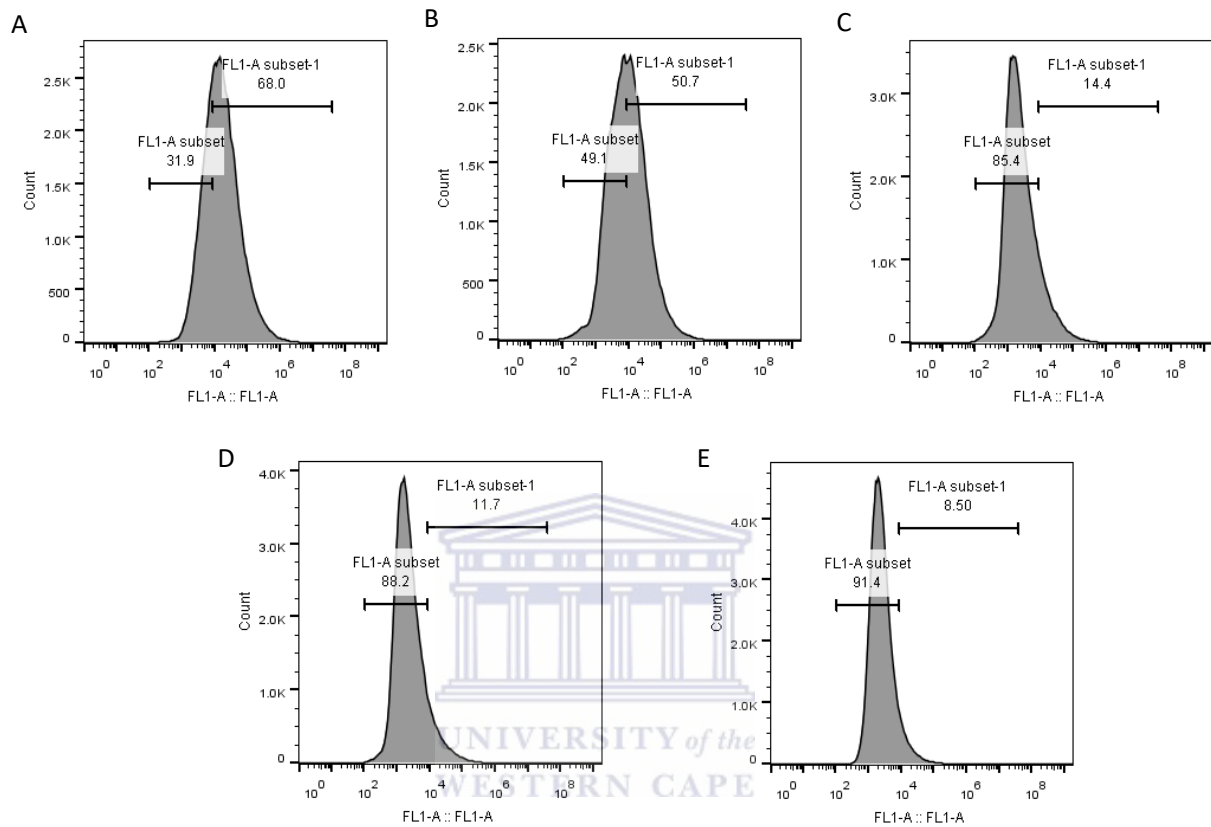 A
FL1-A subset-1
68.0
FL1-A subset
31.9
2.5K
2.0K
1.5K
1.0K
500
0
Count
10^0 10^2 10^4 10^6 10^8
FL1-A :: FL1-A
B
FL1-A subset-1
50.7
FL1-A subset
49.1
2.5K
2.0K
1.5K
1.0K
500
0
Count
10^0 10^2 10^4 10^6 10^8
FL1-A :: FL1-A
C
FL1-A subset-1
14.4
FL1-A subset
85.4
3.0K
2.0K
1.0K
0
Count
10^0 10^2 10^4 10^6 10^8
FL1-A :: FL1-A
D
FL1-A subset-1
11.7
FL1-A subset
88.2
4.0K
3.0K
2.0K
1.0K
0
Count
10^0 10^2 10^4 10^6 10^8
FL1-A :: FL1-A
E
FL1-A subset-1
8.50
FL1-A subset
91.4
4.0K
3.0K
2.0K
1.0K
0
Count
10^0 10^2 10^4 10^6 10^8
FL1-A :: FL1-A
UNIVERSITY of the
WESTERN CAPE